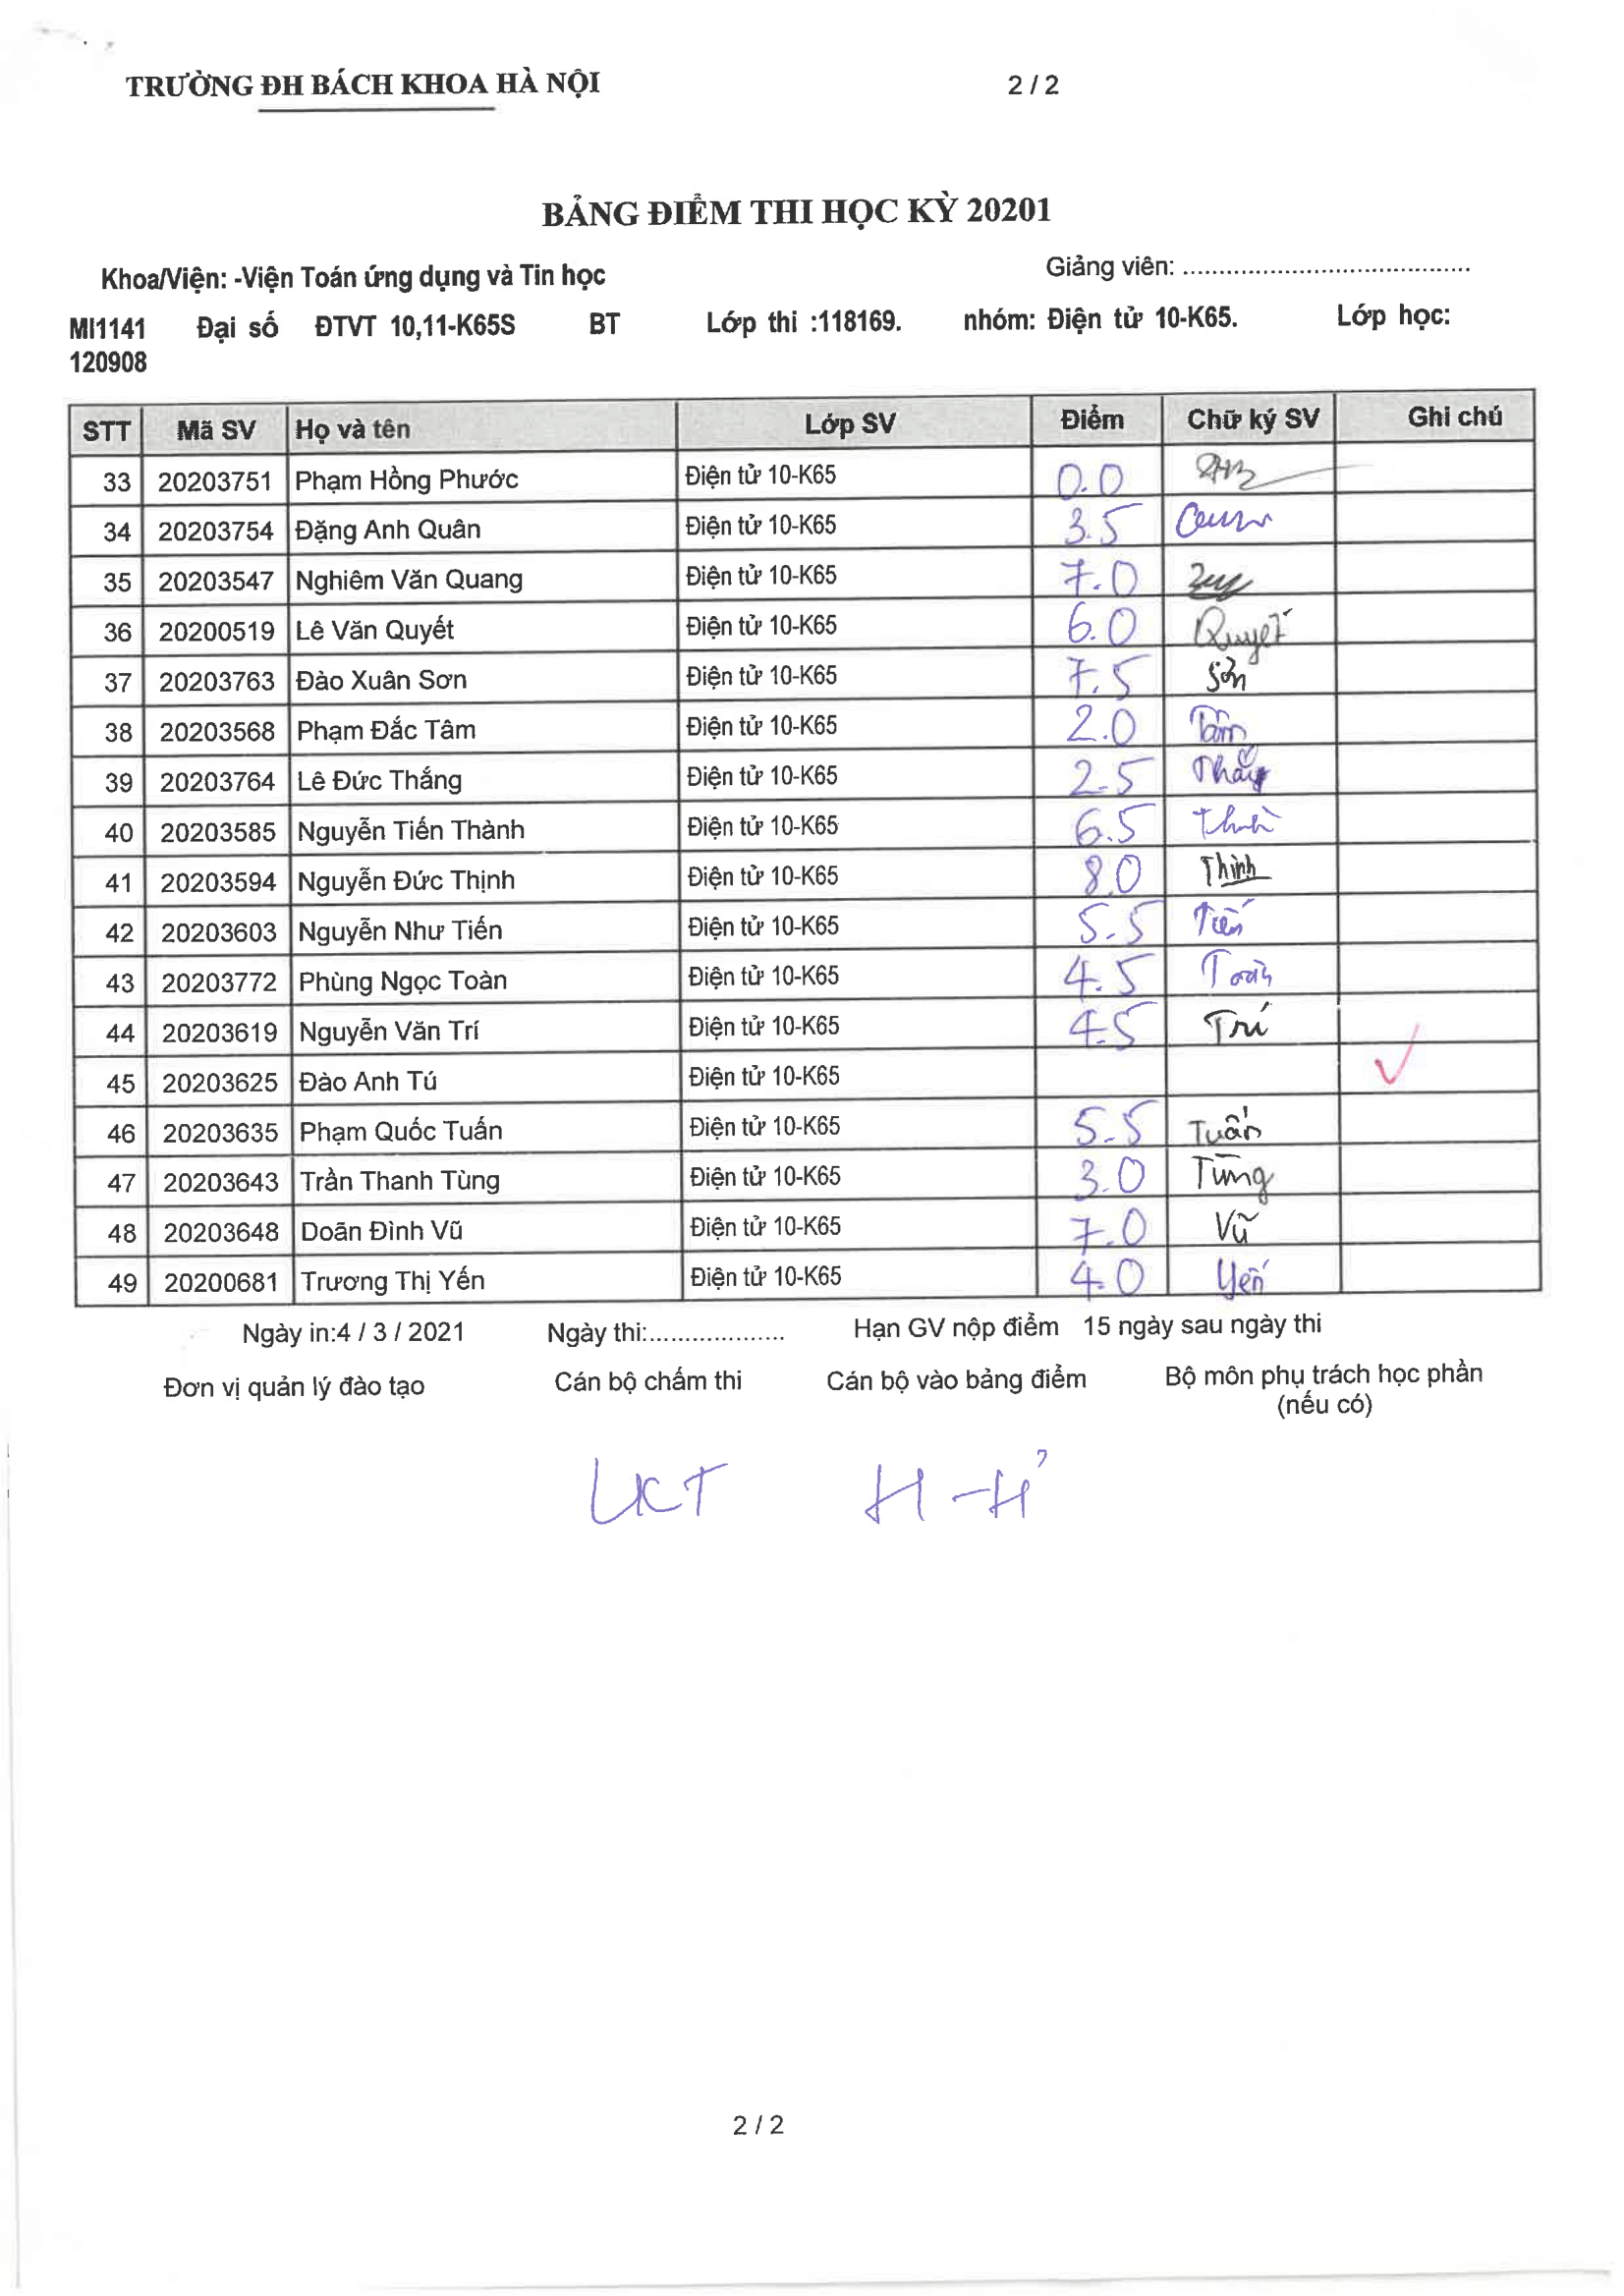 TRƯỜNG ĐH BÁCH KHOA HÀ NỘI 2 / 2
BẢNG ĐIỂM THI HỌC KỲ 20201
Khoa/Viện: -Viện Toán ứng dụng và Tin học Giảng viên: ........................................
MI1141 Đại số ĐTVT 10,11-K65S BT Lớp thi :118169. nhóm: Điện tử 10-K65. Lớp học:
120908
STT Mã SV Họ và tên Lớp SV Điểm Chữ ký SV Ghi chú
33 20203751 Phạm Hồng Phước Điện tử 10-K65 0.0
34 20203754 Đặng Anh Quân Điện tử 10-K65 3.5
35 20203547 Nghiêm Văn Quang Điện tử 10-K65 7.0
36 20200519 Lê Văn Quyết Điện tử 10-K65 6.0 Quyết
37 20203763 Đào Xuân Sơn Điện tử 10-K65 7.5 Sơn
38 20203568 Phạm Đắc Tâm Điện tử 10-K65 2.0 Tâm
39 20203764 Lê Đức Thắng Điện tử 10-K65 2.5 Thắng
40 20203585 Nguyễn Tiến Thành Điện tử 10-K65 6.5
41 20203594 Nguyễn Đức Thịnh Điện tử 10-K65 8.0 Thịnh
42 20203603 Nguyễn Như Tiến Điện tử 10-K65 5.5 Tiến
43 20203772 Phùng Ngọc Toàn Điện tử 10-K65 4.5 Toàn
44 20203619 Nguyễn Văn Trí Điện tử 10-K65 4.5 Trí
45 20203625 Đào Anh Tú Điện tử 10-K65 ✓
46 20203635 Phạm Quốc Tuấn Điện tử 10-K65 5.5 Tuấn
47 20203643 Trần Thanh Tùng Điện tử 10-K65 3.0 Tùng
48 20203648 Doãn Đình Vũ Điện tử 10-K65 7.0 Vũ
49 20200681 Trương Thị Yến Điện tử 10-K65 4.0 Yến
Ngày in:4 / 3 / 2021 Ngày thi:................... Hạn GV nộp điểm 15 ngày sau ngày thi
Đơn vị quản lý đào tạo Cán bộ chấm thi Cán bộ vào bảng điểm Bộ môn phụ trách học phần
(nếu có)
LKT
2 / 2